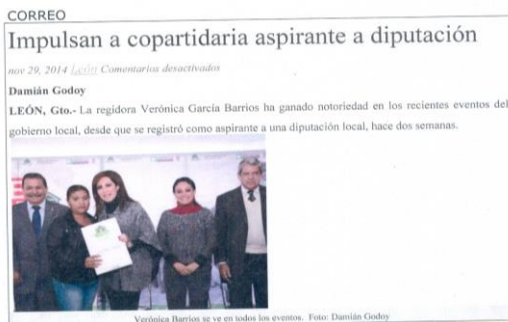 CORREO
Impulsan a copartidaria aspirante a diputación
nov 29, 2014 León Comentarios desactivados
Damián Godoy
LEÓN, Gto.- La regidora Verónica García Barrios ha ganado notoriedad en los recientes eventos del
gobierno local, desde que se registró como aspirante a una diputación local, hace dos semanas.
Verónica Barrios se ve en todos los eventos. Foto: Damián Godoy